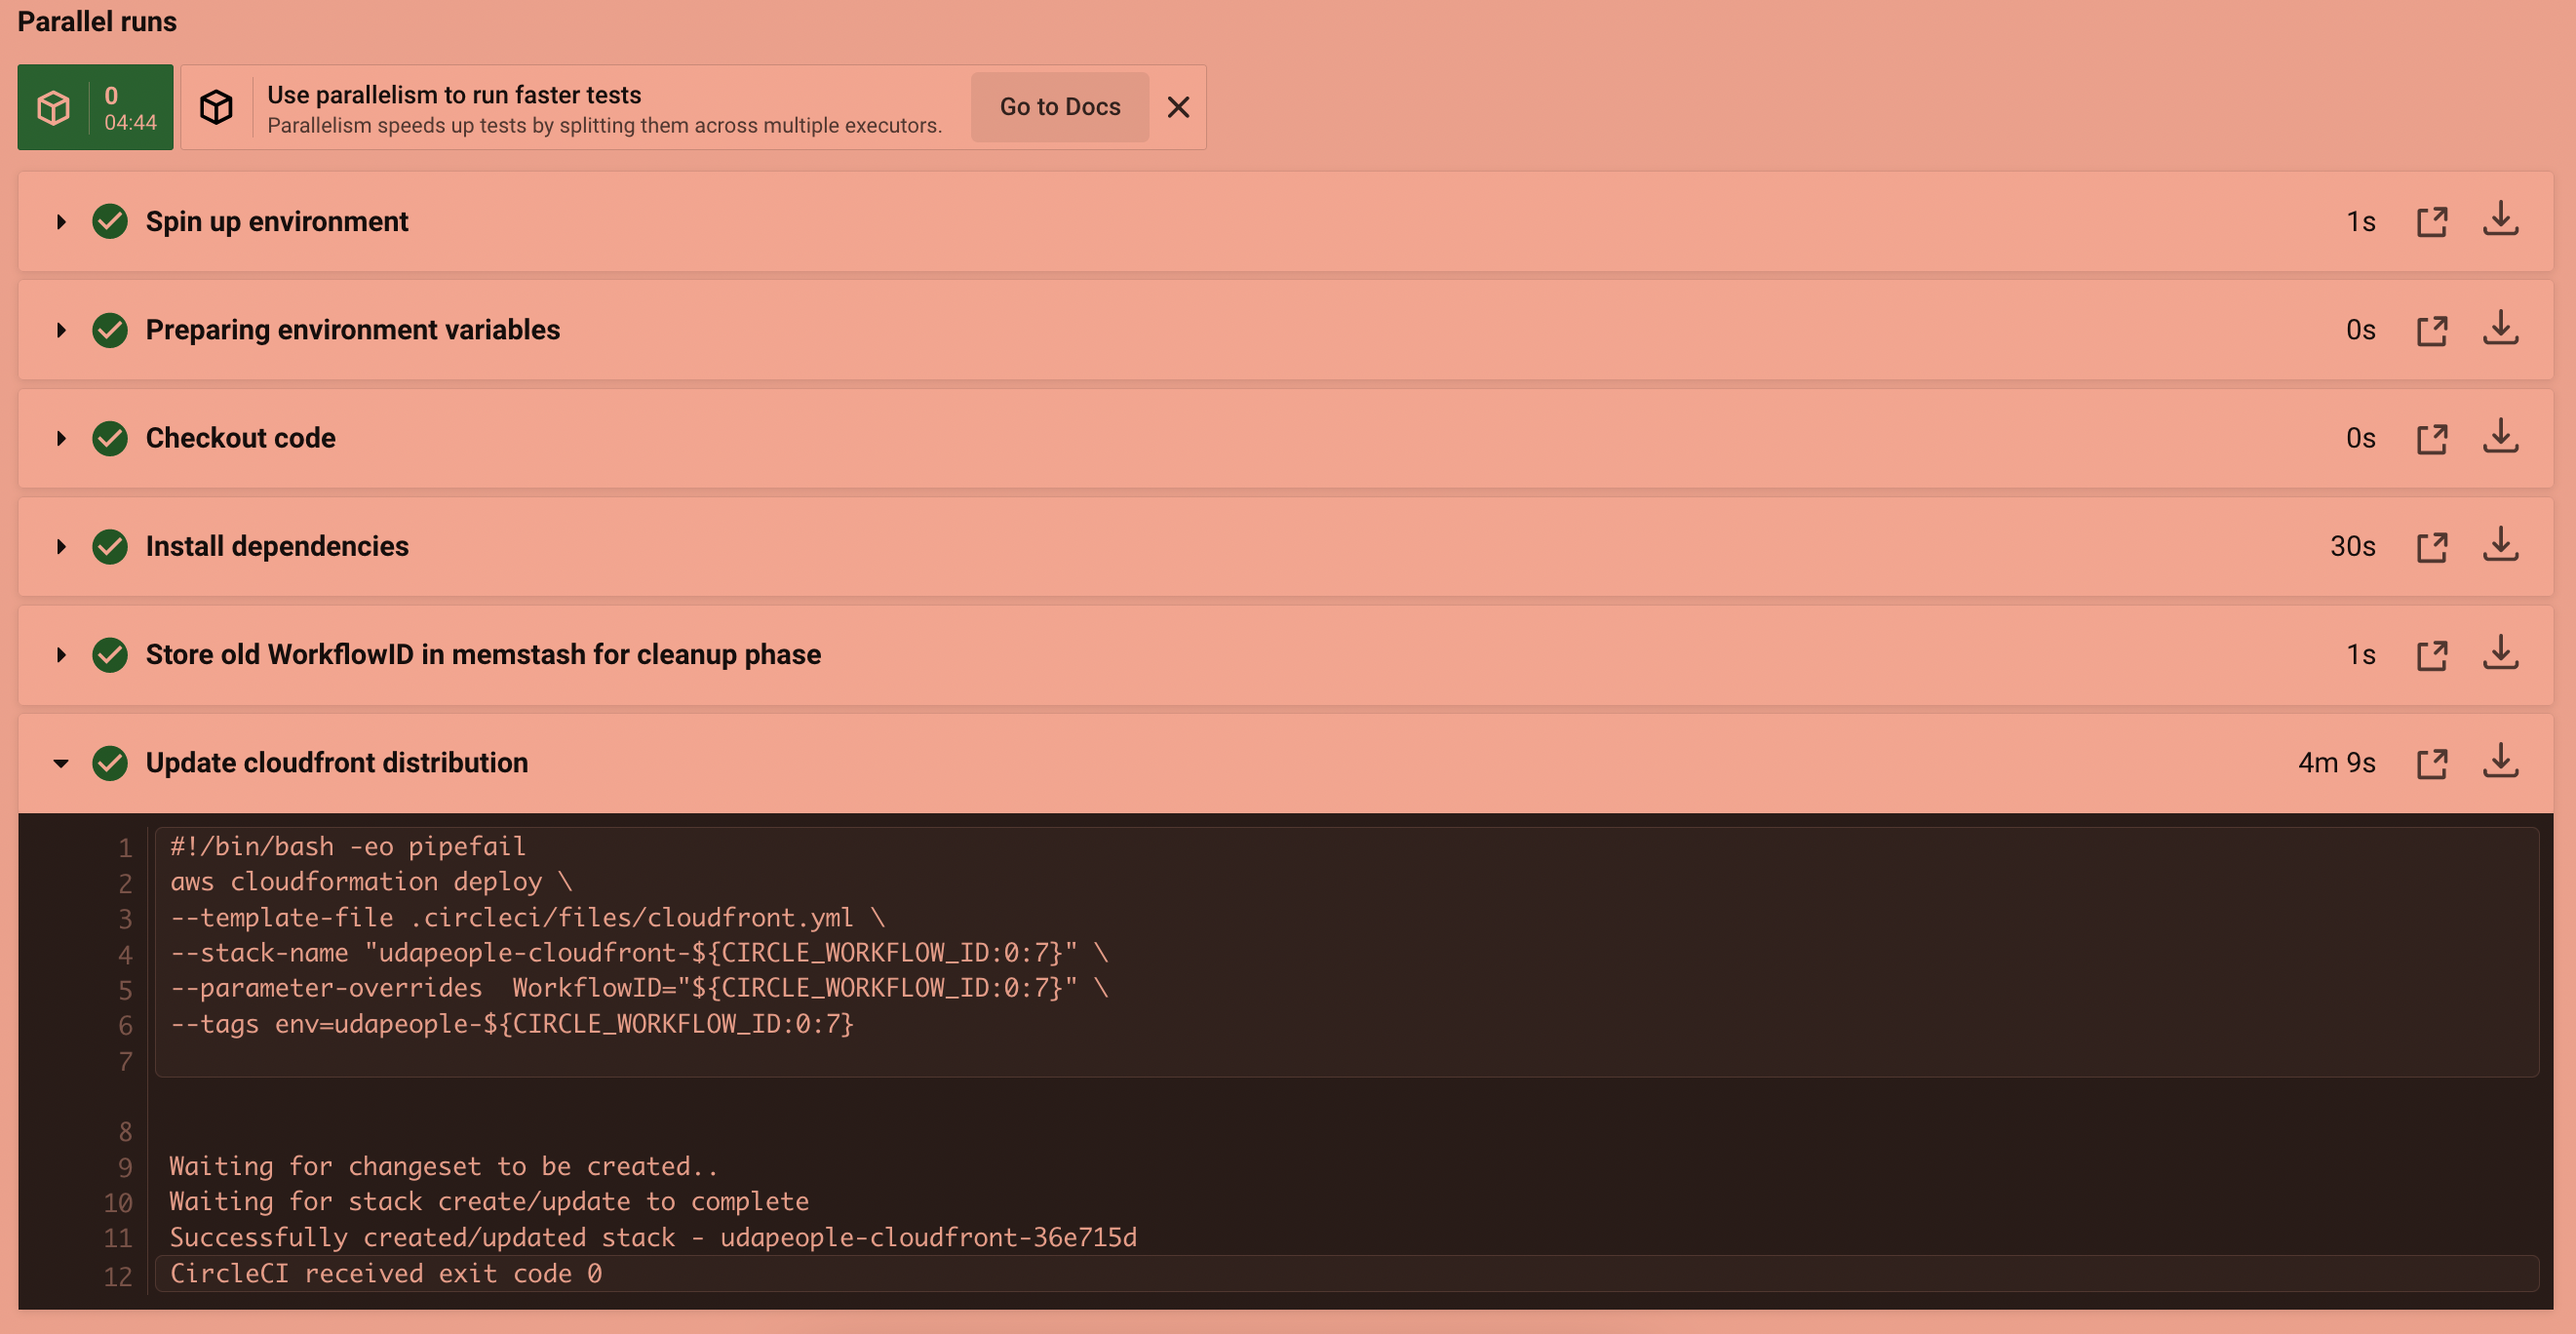 Parallel runs
0
04:44
Use parallelism to run faster tests
Parallelism speeds up tests by splitting them across multiple executors.
Go to Docs
Spin up environment 1s
Preparing environment variables 0s
Checkout code 0s
Install dependencies 30s
Store old WorkflowID in memstash for cleanup phase 1s
Update cloudfront distribution 4m 9s
1 #!/bin/bash -eo pipefail
2 aws cloudformation deploy \
3 --template-file .circleci/files/cloudfront.yml \
4 --stack-name "udapeople-cloudfront-${CIRCLE_WORKFLOW_ID:0:7}" \
5 --parameter-overrides  WorkflowID="${CIRCLE_WORKFLOW_ID:0:7}" \
6 --tags env=udapeople-${CIRCLE_WORKFLOW_ID:0:7}
7
8
9 Waiting for changeset to be created..
10 Waiting for stack create/update to complete
11 Successfully created/updated stack - udapeople-cloudfront-36e715d
12 CircleCI received exit code 0